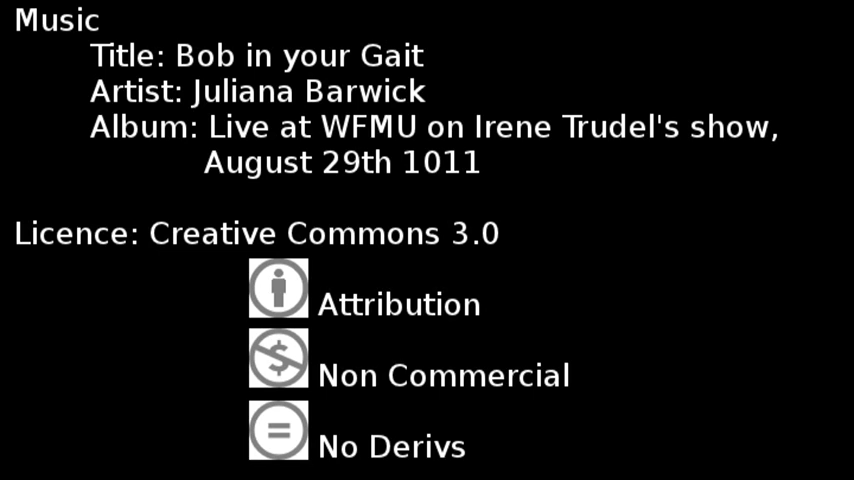 Music
Title: Bob in your Gait
Artist: Juliana Barwick
Album: Live at WFMU on Irene Trudel's show,
August 29th 1011
Licence: Creative Commons 3.0
Attribution
Non Commercial
No Derivs